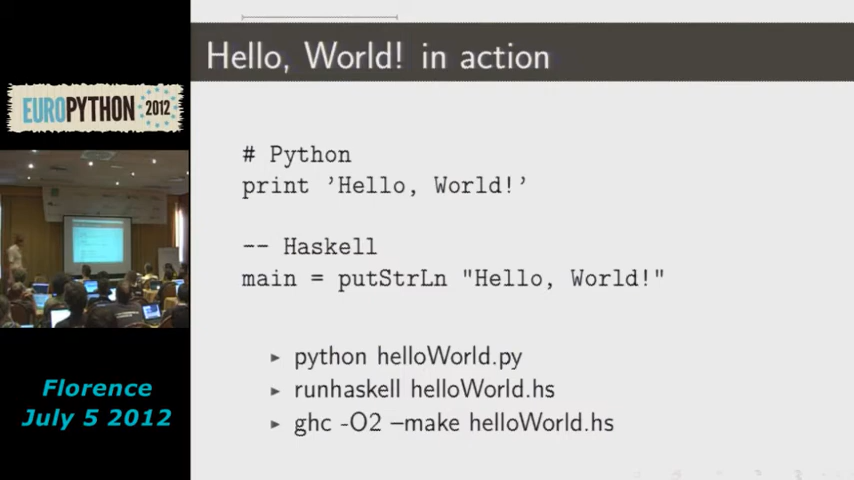 Hello, World! in action
EUROPYTHON 2012
# Python
print 'Hello, World!'
-- Haskell
main = putStrLn "Hello, World!"
▸ python helloWorld.py
▸ runhaskell helloWorld.hs
▸ ghc -O2 –make helloWorld.hs
Florence
July 5 2012